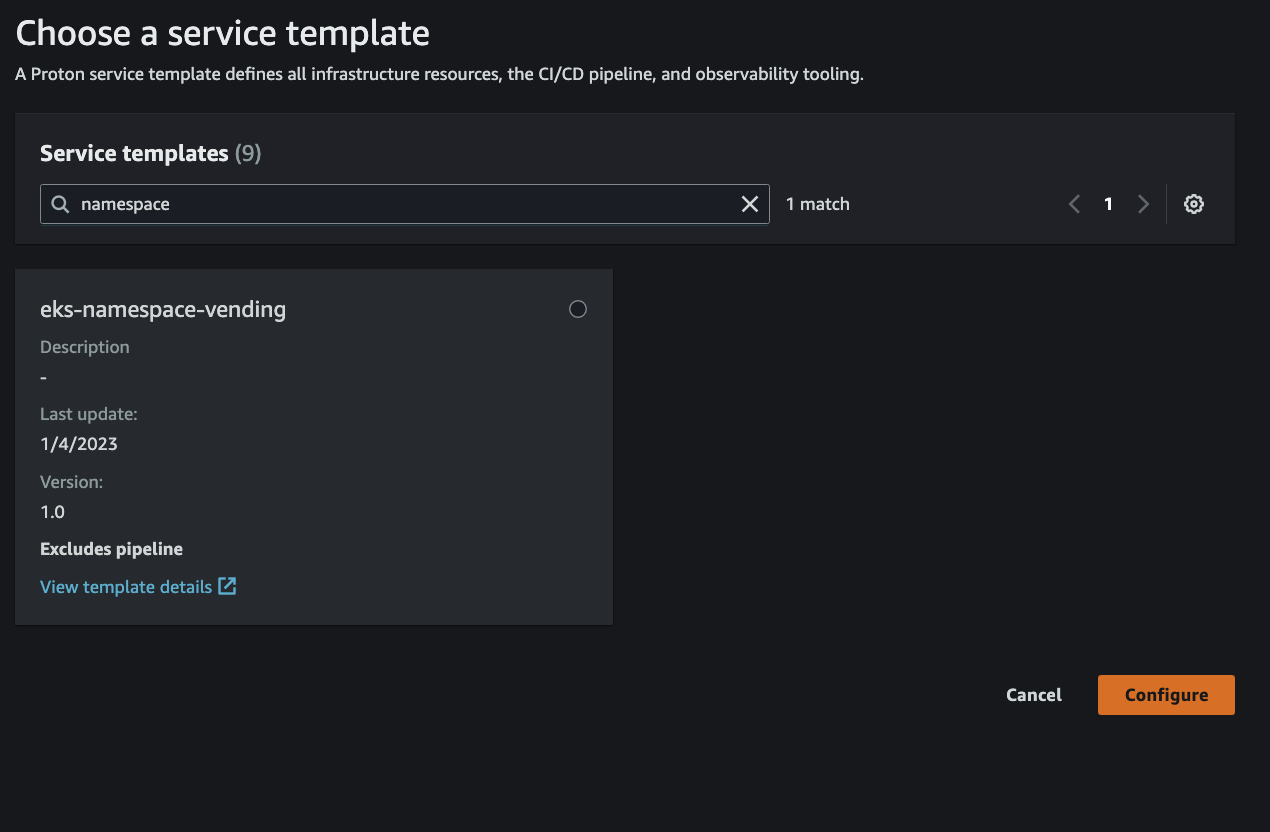 Choose a service template
A Proton service template defines all infrastructure resources, the CI/CD pipeline, and observability tooling.
Service templates (9)
namespace
1 match
1
eks-namespace-vending
Description
-
Last update:
1/4/2023
Version:
1.0
Excludes pipeline
View template details
Cancel
Configure